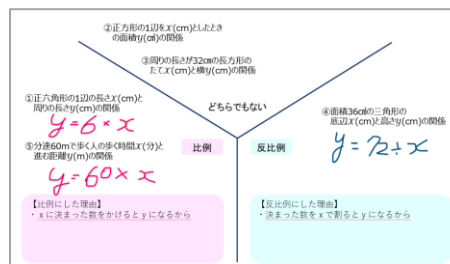 ②正方形の1辺をx(cm)としたとき
の面積y(㎠)の関係
③周りの長さが32cmの長方形の
たてx(cm)と横y(cm)の関係
①正六角形の1辺の長さx(cm)と
周りの長さy(cm)の関係
y=6×x
どちらでもない
④面積36㎠の三角形の
底辺x(cm)と高さy(cm)の関係
y=72÷x
⑤分速60mで歩く人の歩く時間x(分)と
進む距離y(m)の関係
y=60×x
比例
反比例
【比例にした理由】
・xに決まった数をかけるとyになるから
【反比例にした理由】
・決まった数をxで割るとyになるから